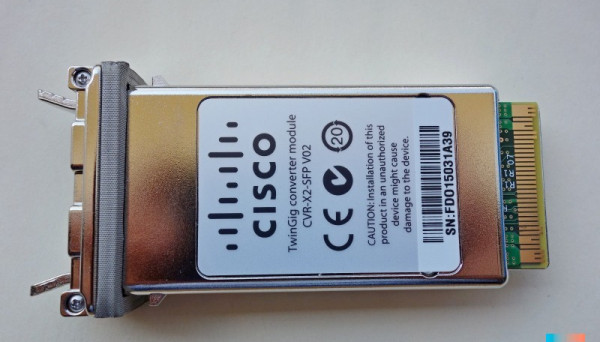 CISCO
TwinGig converter module
CVR-X2-SFP V02
CE
20
CAUTION: Installation of this
product in an unauthorized
device might cause
damage to the device.
SN:FDO15031A39